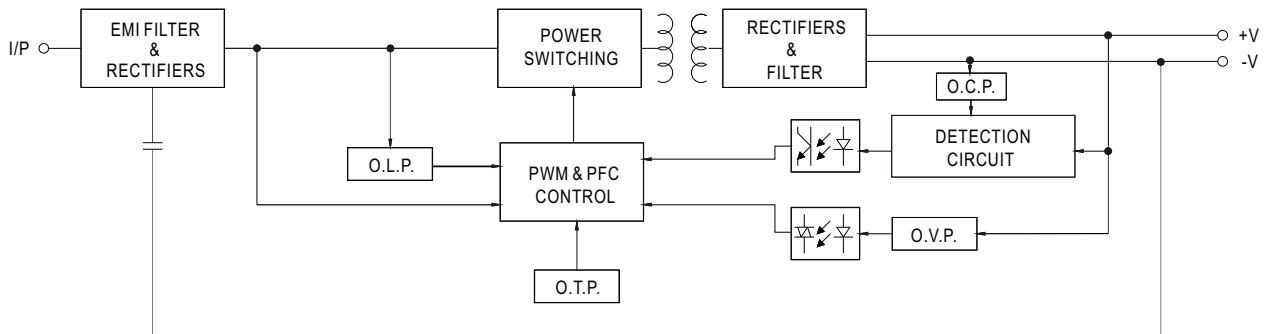 I/P
EMI FILTER
&
RECTIFIERS
POWER
SWITCHING
RECTIFIERS
&
FILTER
+V
-V
O.C.P.
DETECTION
CIRCUIT
O.L.P.
PWM & PFC
CONTROL
O.V.P.
O.T.P.